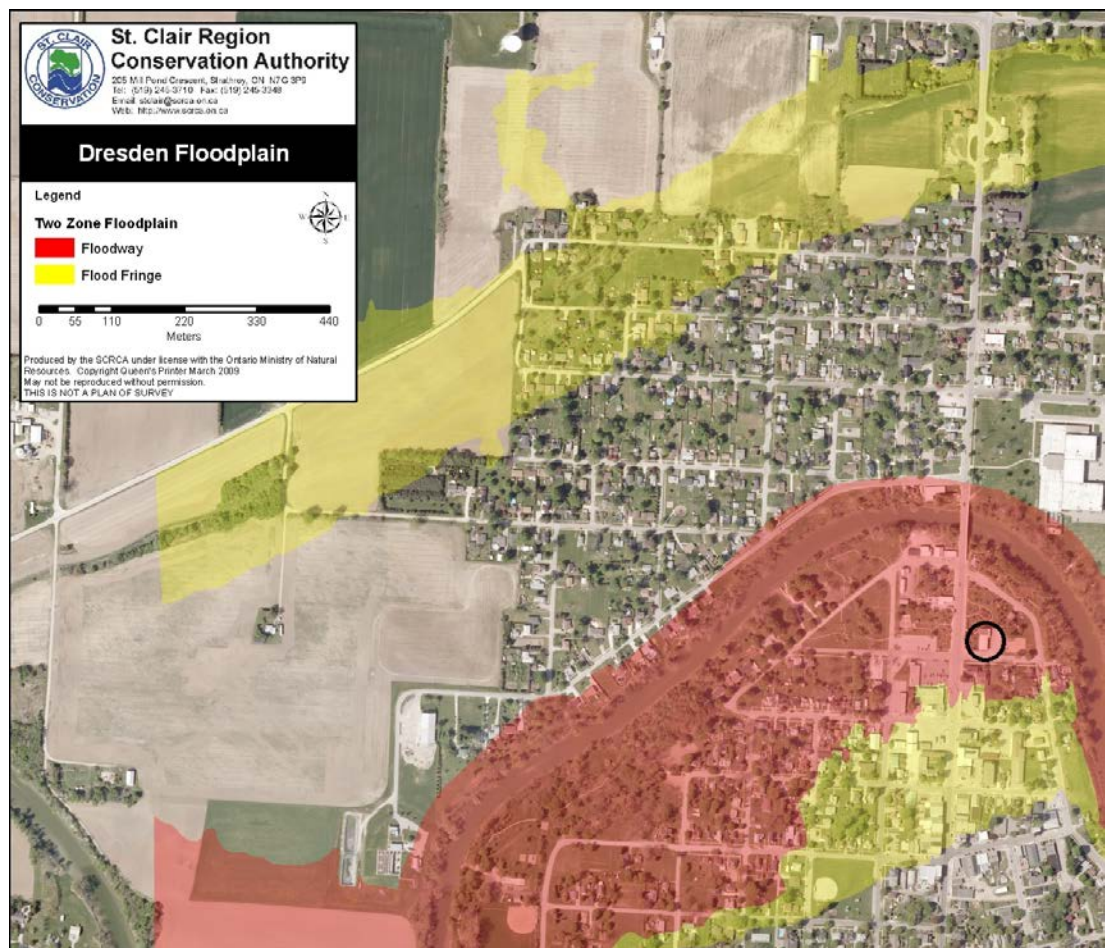 ST. CLAIR
CONSERVATION
St. Clair Region
Conservation Authority
205 Mill Pond Crescent, Strathroy, ON N7G 3P9
Tel: (519) 245-3710 Fax: (519) 245-3348
E-mail: stclair@scrca.on.ca
Web: http://www.scrca.on.ca
Dresden Floodplain
Legend
Two Zone Floodplain
N
W E
S
Floodway
Flood Fringe
0 55 110 220 330 440
Meters
Produced by the SCRCA under license with the Ontario Ministry of Natural
Resources. Copyright Queen's Printer March 2009
May not be reproduced without permission.
THIS IS NOT A PLAN OF SURVEY